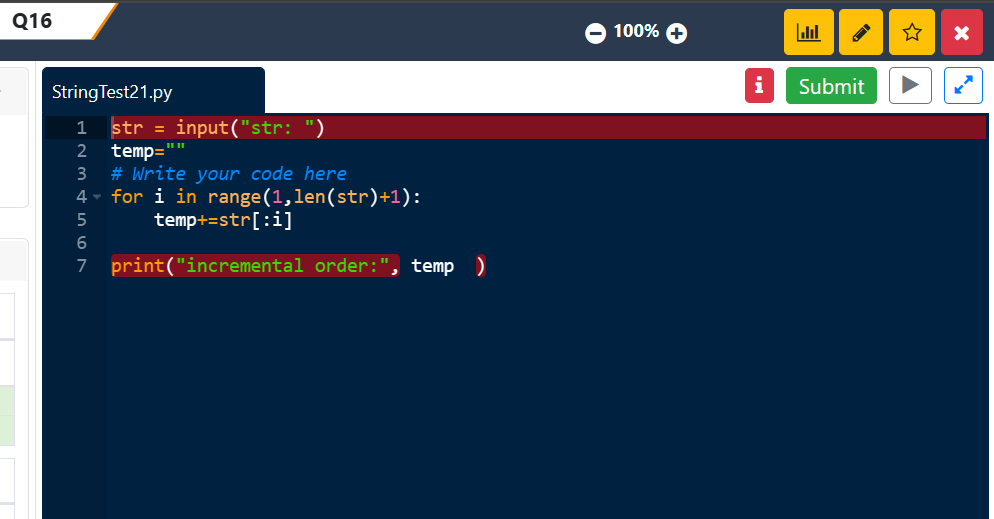 Q16
100%
StringTest21.py
i Submit
1 str = input("str: ")
2 temp=""
3 # Write your code here
4 for i in range(1,len(str)+1):
5     temp+=str[:i]
6
7 print("incremental order:", temp  )